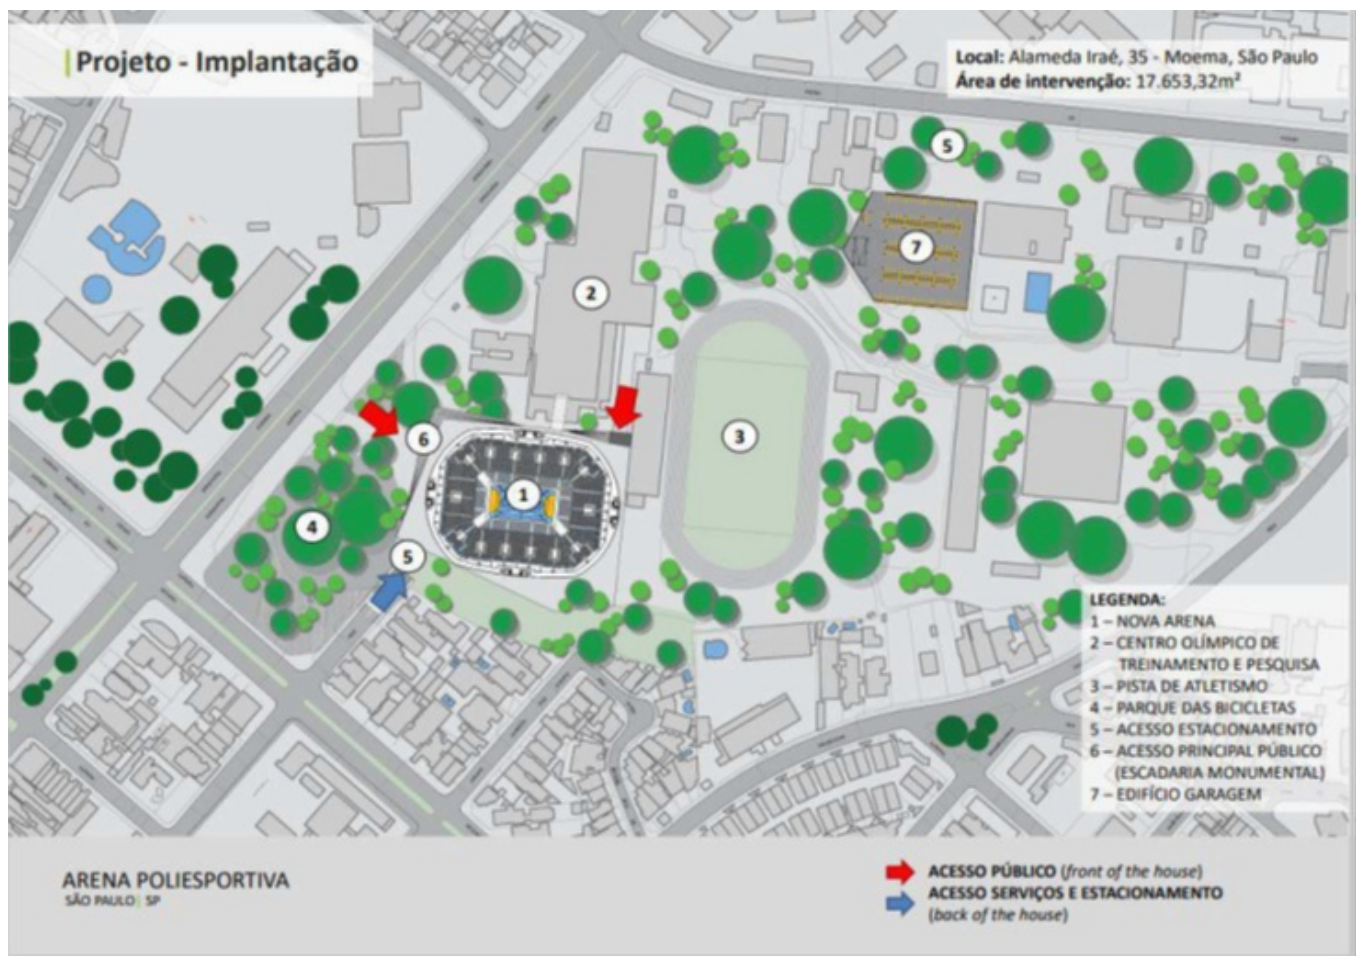 Projeto - Implantação
Local: Alameda Iraé, 35 - Moema, São Paulo
Área de intervenção: 17.653,32m²
5
7
2
3
6
1
4
5
LEGENDA:
1 – NOVA ARENA
2 – CENTRO OLÍMPICO DE
TREINAMENTO E PESQUISA
3 – PISTA DE ATLETISMO
4 – PARQUE DAS BICICLETAS
5 – ACESSO ESTACIONAMENTO
6 – ACESSO PRINCIPAL PÚBLICO
(ESCADARIA MONUMENTAL)
7 – EDIFÍCIO GARAGEM
ARENA POLIESPORTIVA
SÃO PAULO| SP
ACESSO PÚBLICO (front of the house)
ACESSO SERVIÇOS E ESTACIONAMENTO
(back of the house)